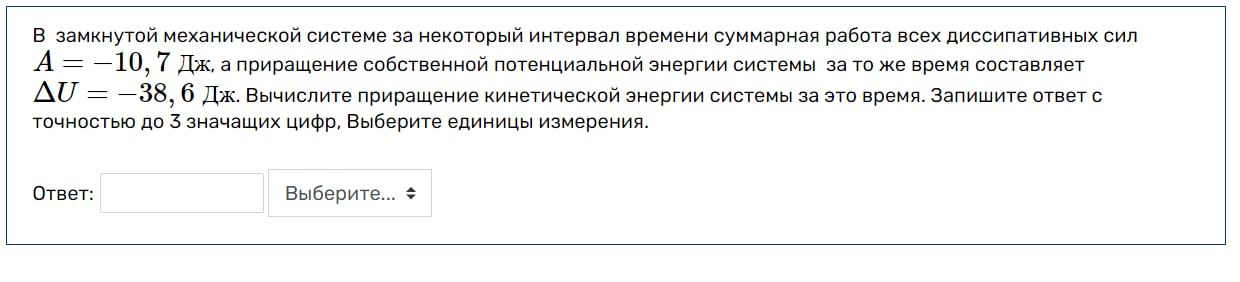 В замкнутой механической системе за некоторый интервал времени суммарная работа всех диссипативных сил
A = −10, 7 Дж, а приращение собственной потенциальной энергии системы за то же время составляет
ΔU = −38, 6 Дж. Вычислите приращение кинетической энергии системы за это время. Запишите ответ с
точностью до 3 значащих цифр, Выберите единицы измерения.
Ответ: Выберите...